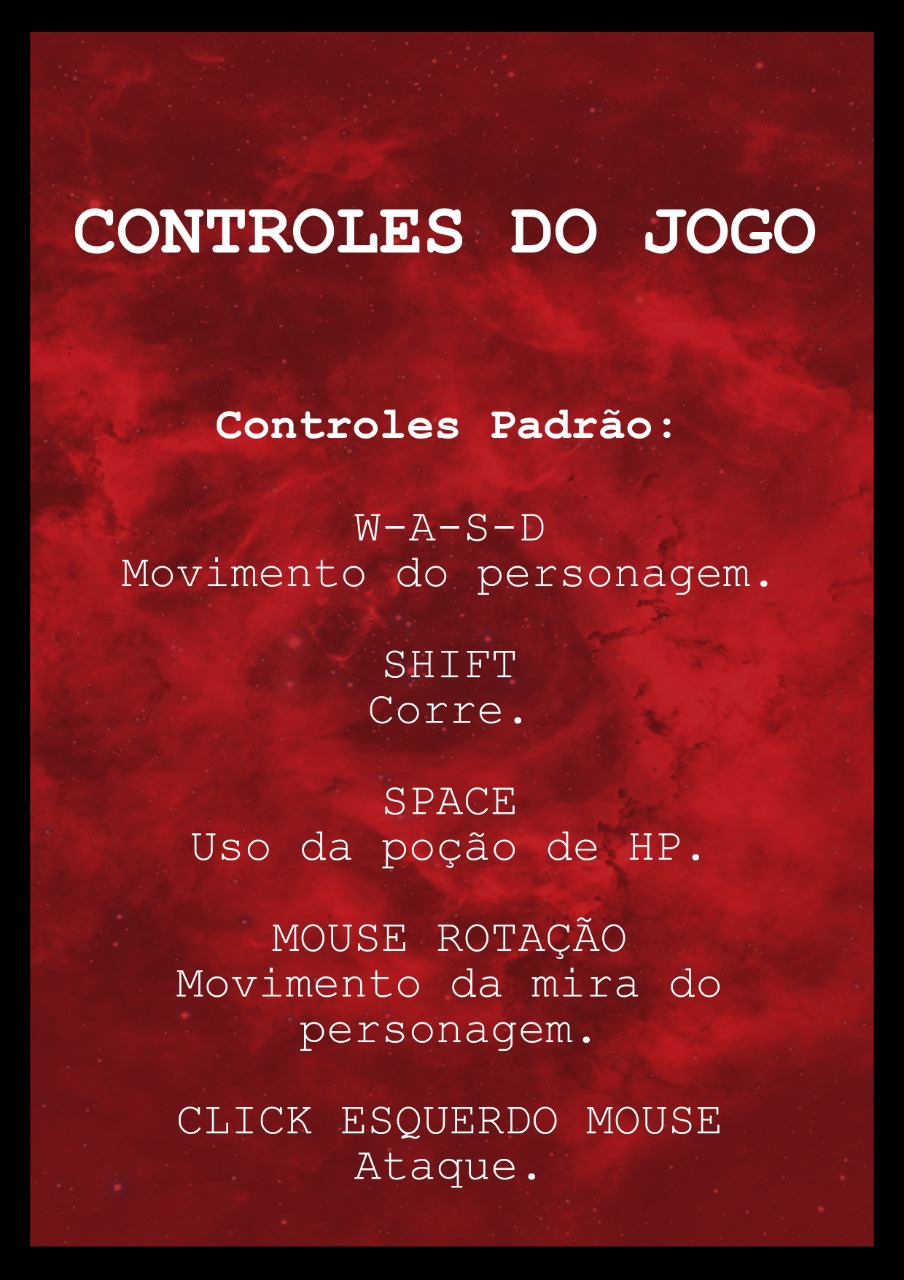 CONTROLES DO JOGO
Controles Padrão:
W-A-S-D
Movimento do personagem.
SHIFT
Corre.
SPACE
Uso da poção de HP.
MOUSE ROTAÇÃO
Movimento da mira do
personagem.
CLICK ESQUERDO MOUSE
Ataque.